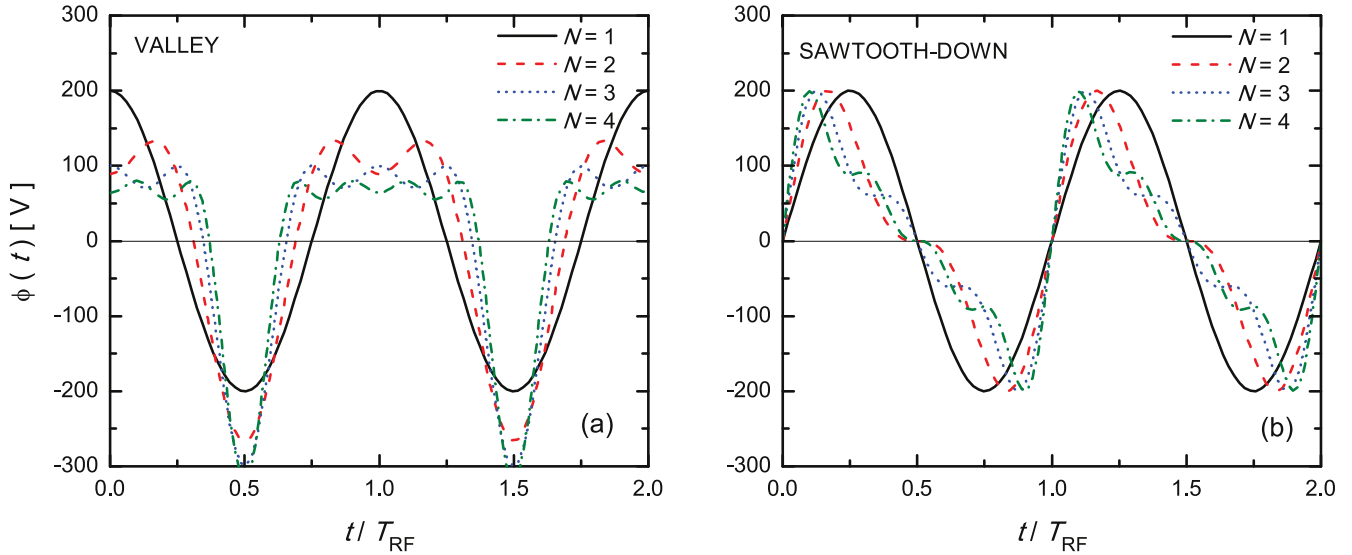 VALLEY
N = 1
N = 2
N = 3
N = 4
300
200
100
0
-100
-200
-300
ϕ (t) [ V ]
(a)
0.0 0.5 1.0 1.5 2.0
t / T_RF
SAWTOOTH-DOWN
N = 1
N = 2
N = 3
N = 4
300
200
100
0
-100
-200
-300
(b)
0.0 0.5 1.0 1.5 2.0
t / T_RF